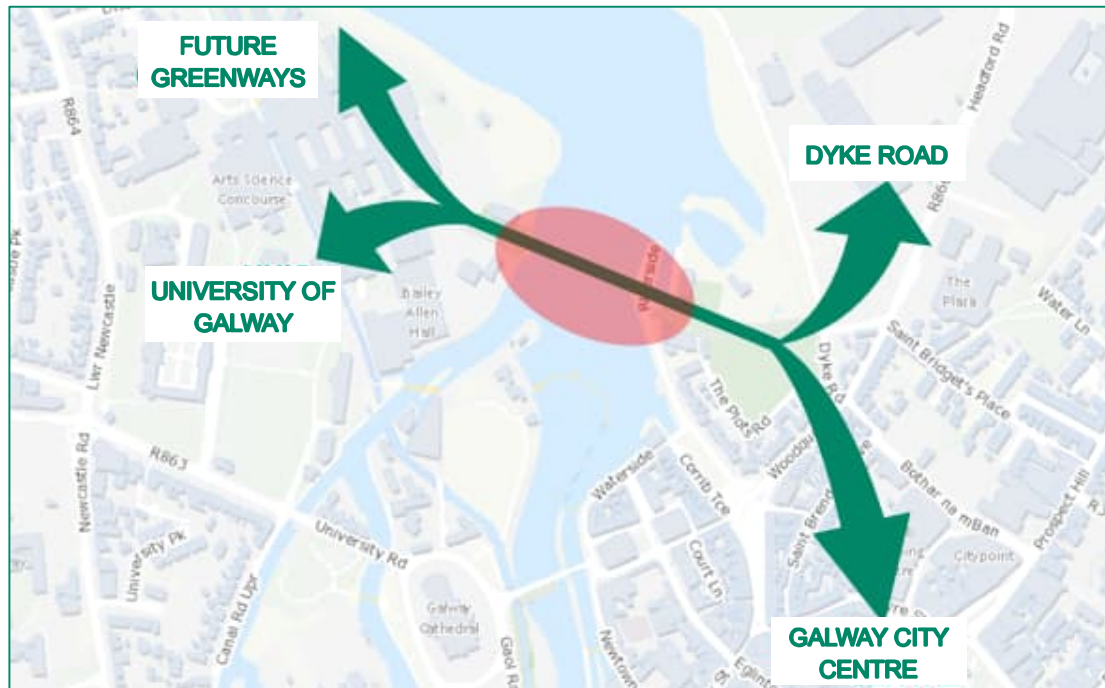 FUTURE
GREENWAYS
Headford Rd
R864
DYKE ROAD
Arts Science
Concourse
R866
UNIVERSITY OF
GALWAY
Riverside
Bailey
Allen
Hall
The
Plaza
Water Ln
Lwr Newcastle
Saint Bridget's Place
Dyke Rd
The Plots Rd
Newcastle Rd
R863
Waterside
Corrib Tce
Bothar na mBan
Prospect Hill
University Rd
University Pk
Court Ln
Citypoint
Canal Rd Upr
Galway
Cathedral
GALWAY CITY
CENTRE